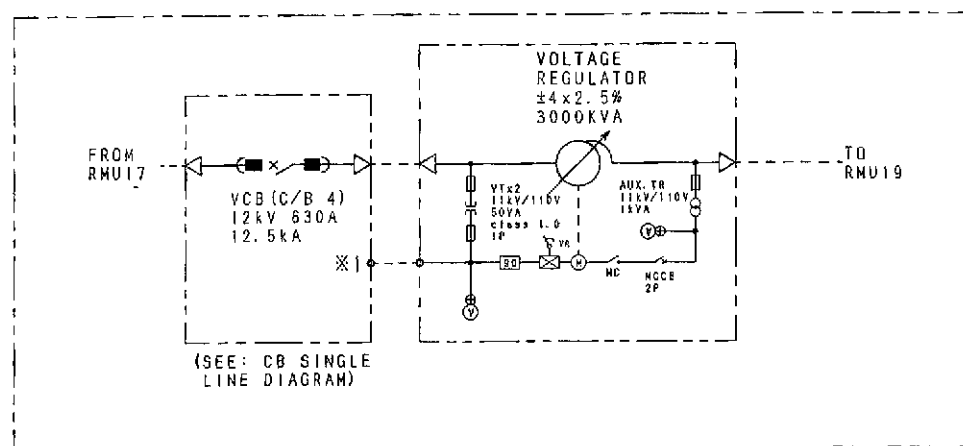 VOLTAGE
REGULATOR
±4x2.5%
3000KVA
FROM
RMU17
TO
RMU19
VCB(C/B 4)
12kV 630A
12.5kA
VTx2
11kV/110V
50VA
class 1.0
1P
AUX.TR
11kV/110V
1kVA
VR
※1
90
M
MC
MCCB
2P
A
V
(SEE: CB SINGLE
LINE DIAGRAM)